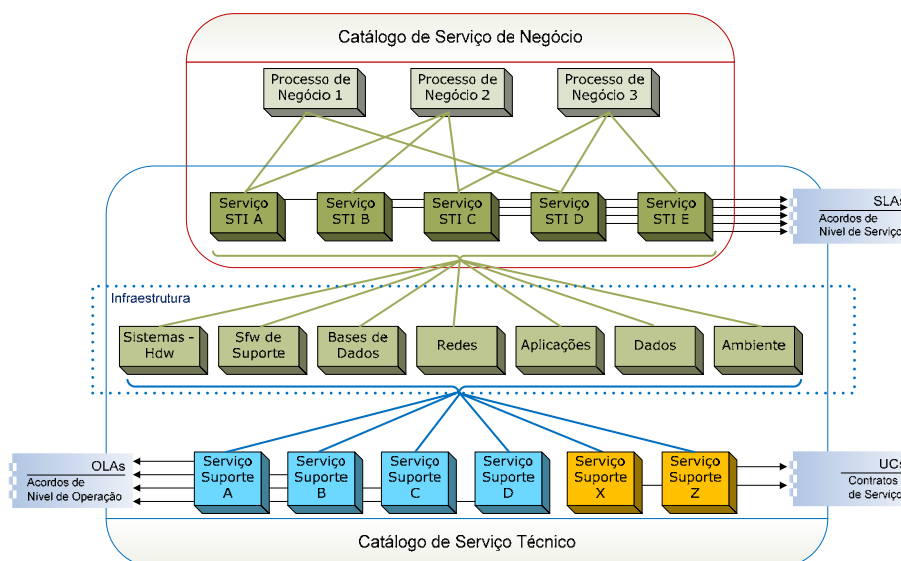 Catálogo de Serviço de Negócio
Processo de
Negócio 1
Processo de
Negócio 2
Processo de
Negócio 3
Serviço
STI A
Serviço
STI B
Serviço
STI C
Serviço
STI D
Serviço
STI E
SLAs
Acordos de
Nivel de Serviço
Infraestrutura
Sistemas -
Hdw
Sfw de
Suporte
Bases de
Dados
Redes
Aplicações
Dados
Ambiente
OLAs
Acordos de
Nivel de Operação
Serviço
Suporte
A
Serviço
Suporte
B
Serviço
Suporte
C
Serviço
Suporte
D
Serviço
Suporte
X
Serviço
Suporte
Z
UCs
Contratos
de Serviço
Catálogo de Serviço Técnico